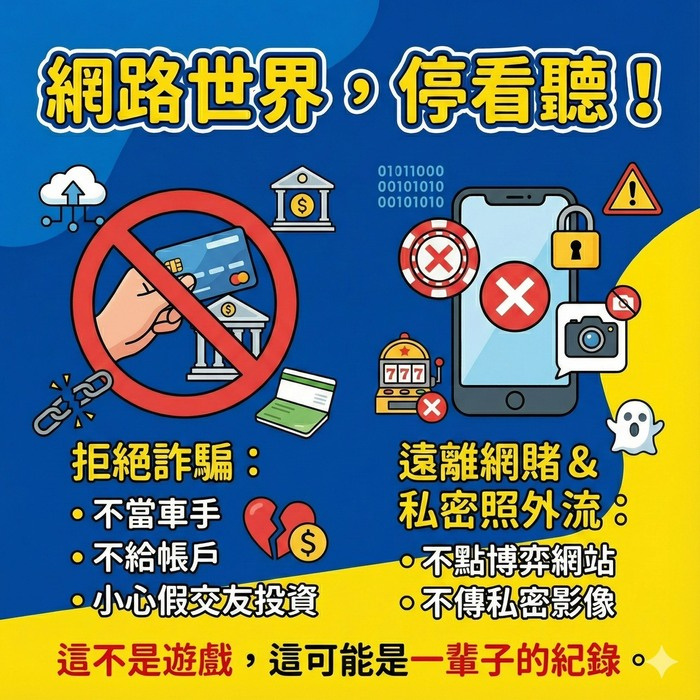 網路世界，停看聽！
01011000
00101010
00101010
777
拒絕詐騙：
• 不當車手
• 不給帳戶
• 小心假交友投資
遠離網賭 &
私密照外流：
• 不點博弈網站
• 不傳私密影像
這不是遊戲，這可能是一輩子的紀錄。